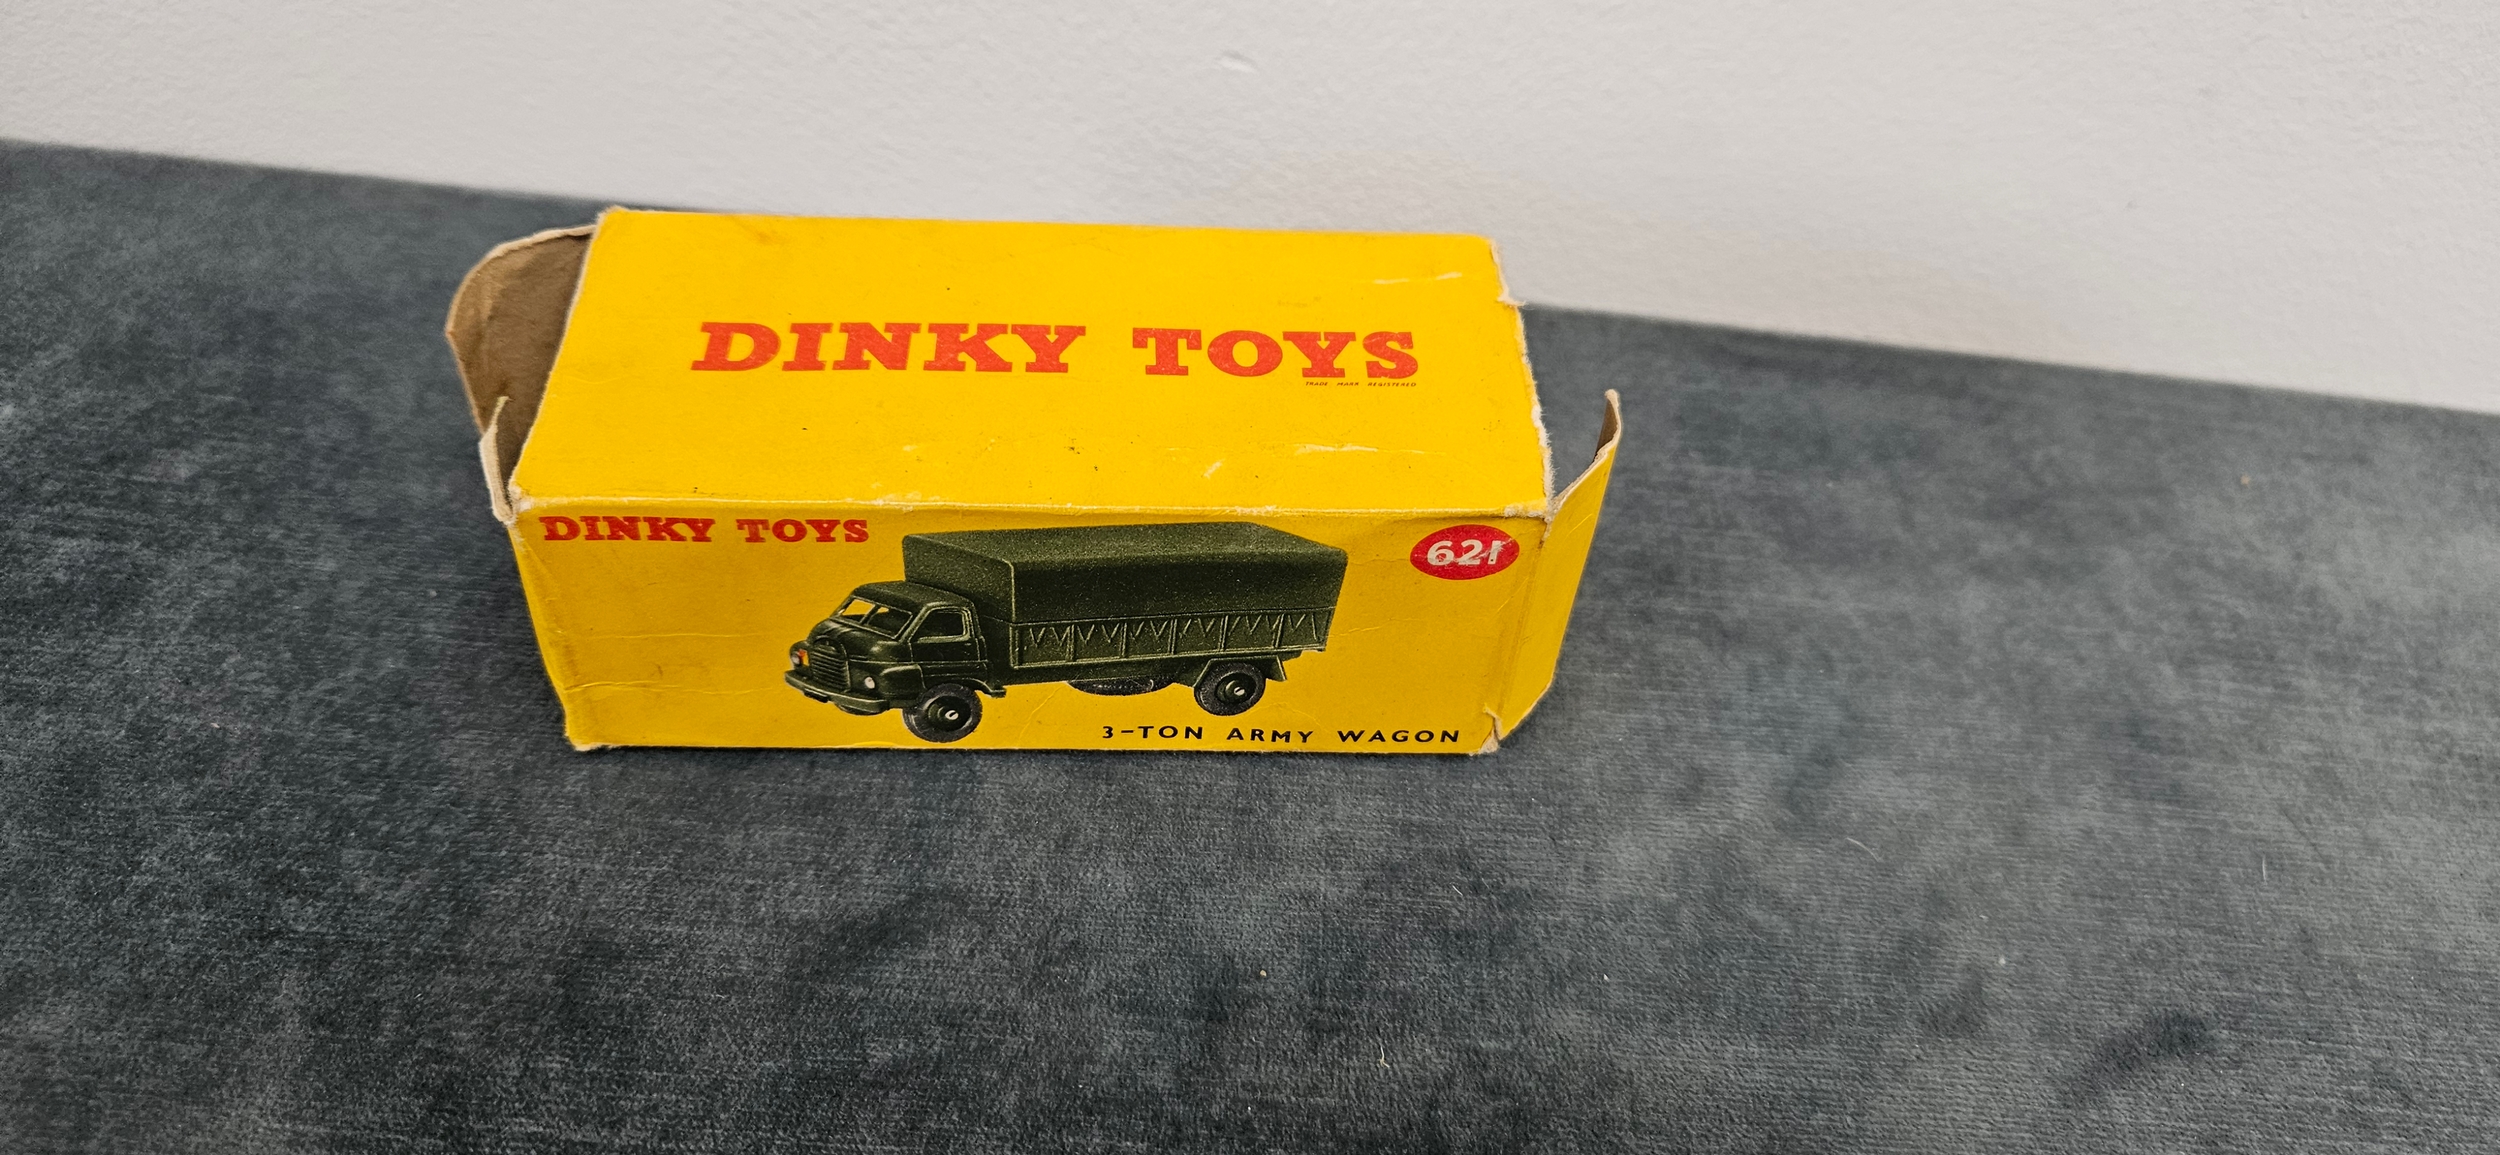 DINKY TOYS
TRADE MARK REGISTERED
DINKY TOYS
621
3-TON ARMY WAGON